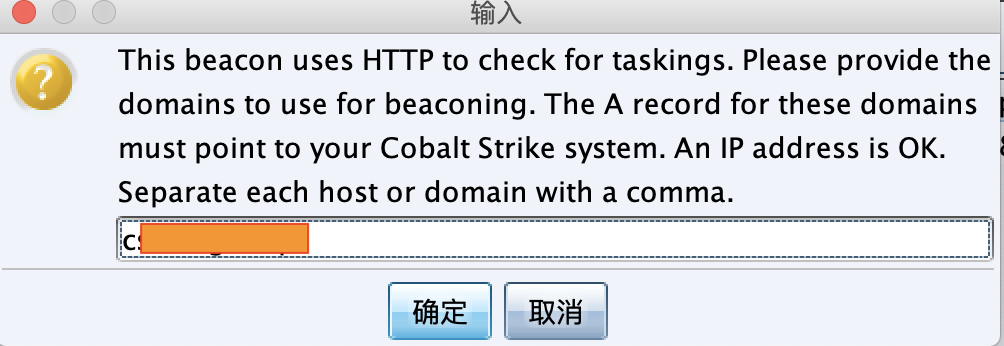 输入
This beacon uses HTTP to check for taskings. Please provide the
domains to use for beaconing. The A record for these domains
must point to your Cobalt Strike system. An IP address is OK.
Separate each host or domain with a comma.
确定 取消